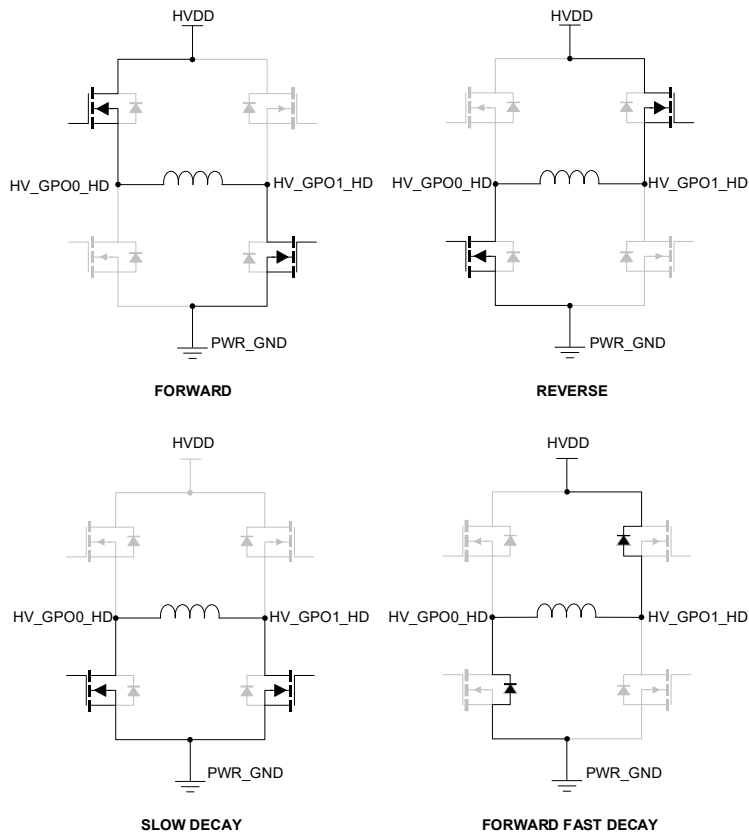 HVDD
HV_GPO0_HD
HV_GPO1_HD
PWR_GND
FORWARD
HVDD
HV_GPO0_HD
HV_GPO1_HD
PWR_GND
REVERSE
HVDD
HV_GPO0_HD
HV_GPO1_HD
PWR_GND
SLOW DECAY
HVDD
HV_GPO0_HD
HV_GPO1_HD
PWR_GND
FORWARD FAST DECAY